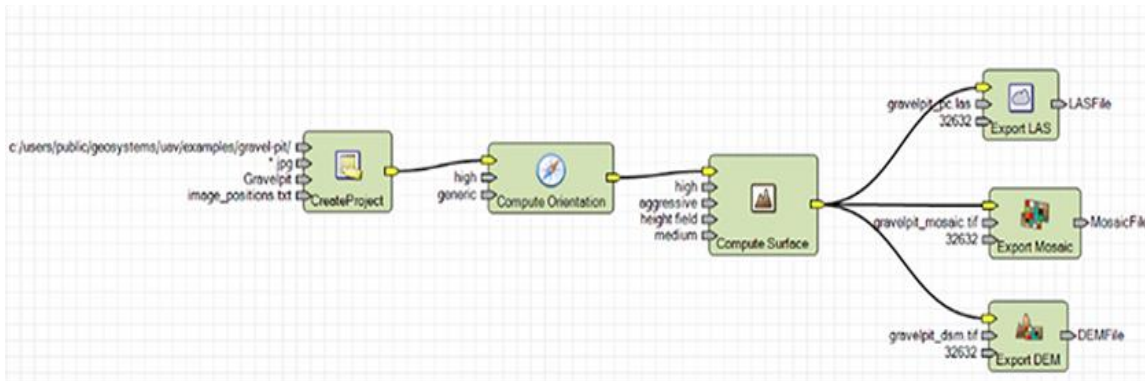 c:/users/public/geosystems/uav/examples/gravel-pit/
*.jpg
Gravelpit
image_positions.txt
CreateProject
high
generic
Compute Orientation
high
aggressive
height field
medium
Compute Surface
gravelpit_pc.las
32632
Export LAS
LASFile
gravelpit_mosaic.tif
32632
Export Mosaic
MosaicFile
gravelpit_dsm.tif
32632
Export DEM
DEMFile